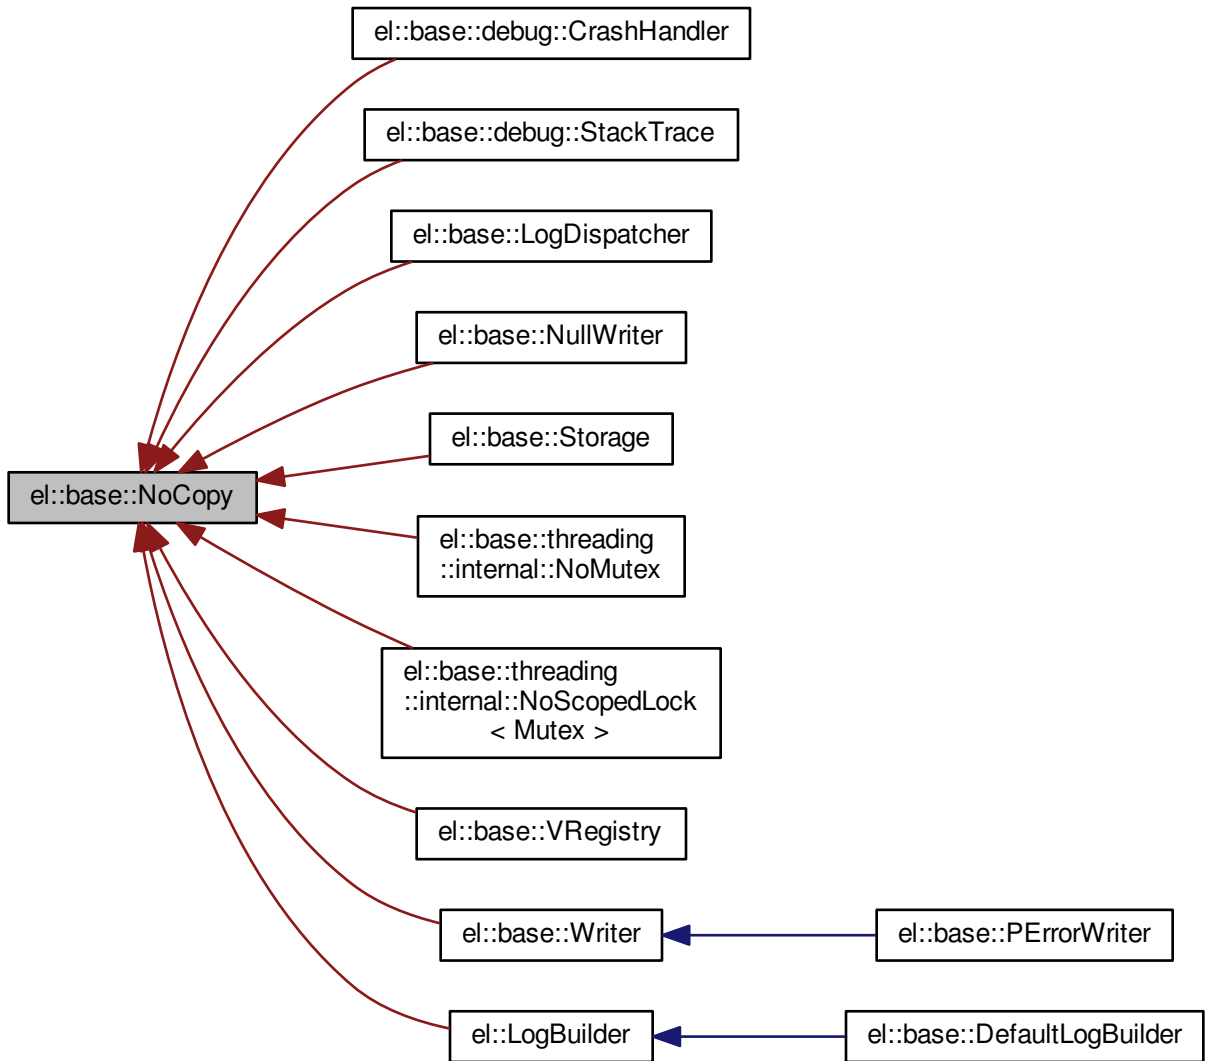 el::base::debug::CrashHandler
el::base::debug::StackTrace
el::base::LogDispatcher
el::base::NullWriter
el::base::Storage
el::base::NoCopy
el::base::threading
::internal::NoMutex
el::base::threading
::internal::NoScopedLock
< Mutex >
el::base::VRegistry
el::base::Writer
el::base::PErrorWriter
el::LogBuilder
el::base::DefaultLogBuilder